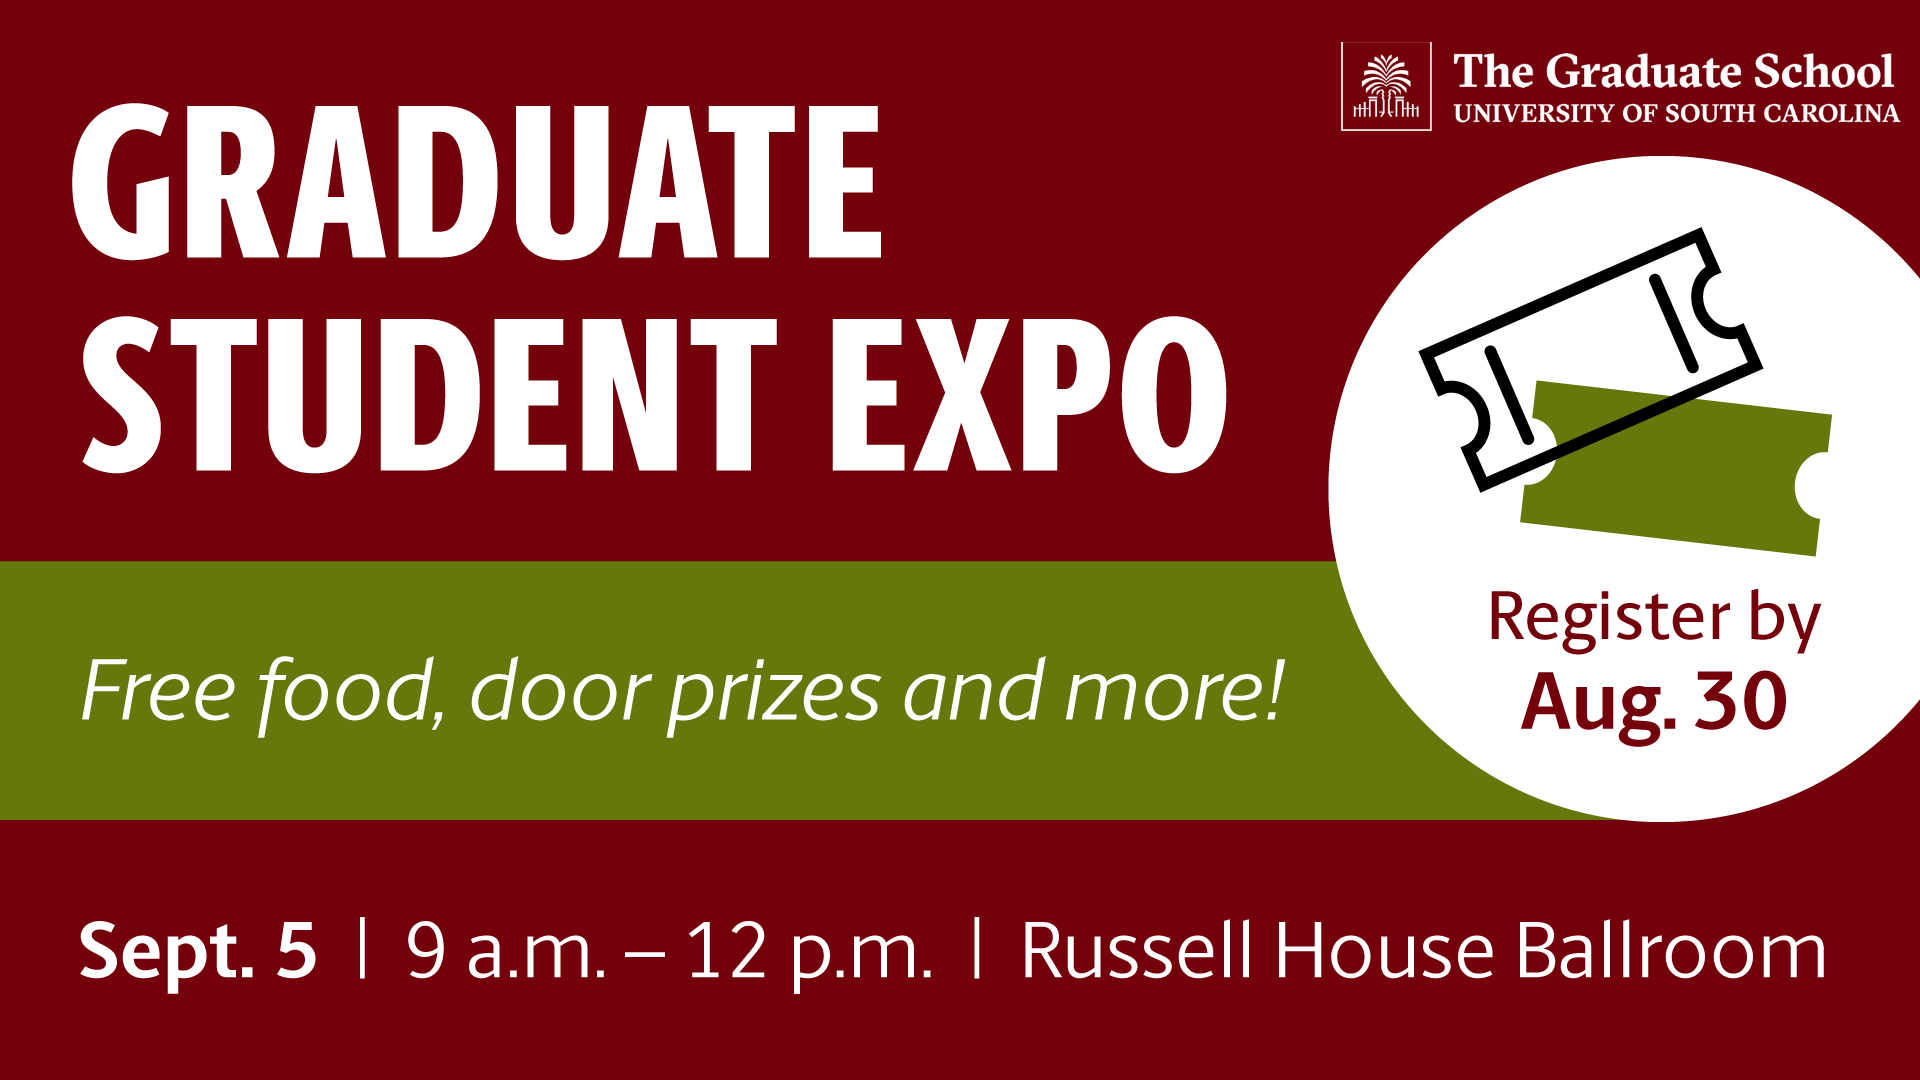 The Graduate School
UNIVERSITY OF SOUTH CAROLINA
GRADUATE
STUDENT EXPO
Free food, door prizes and more!
Register by
Aug. 30
Sept. 5 | 9 a.m. – 12 p.m. | Russell House Ballroom